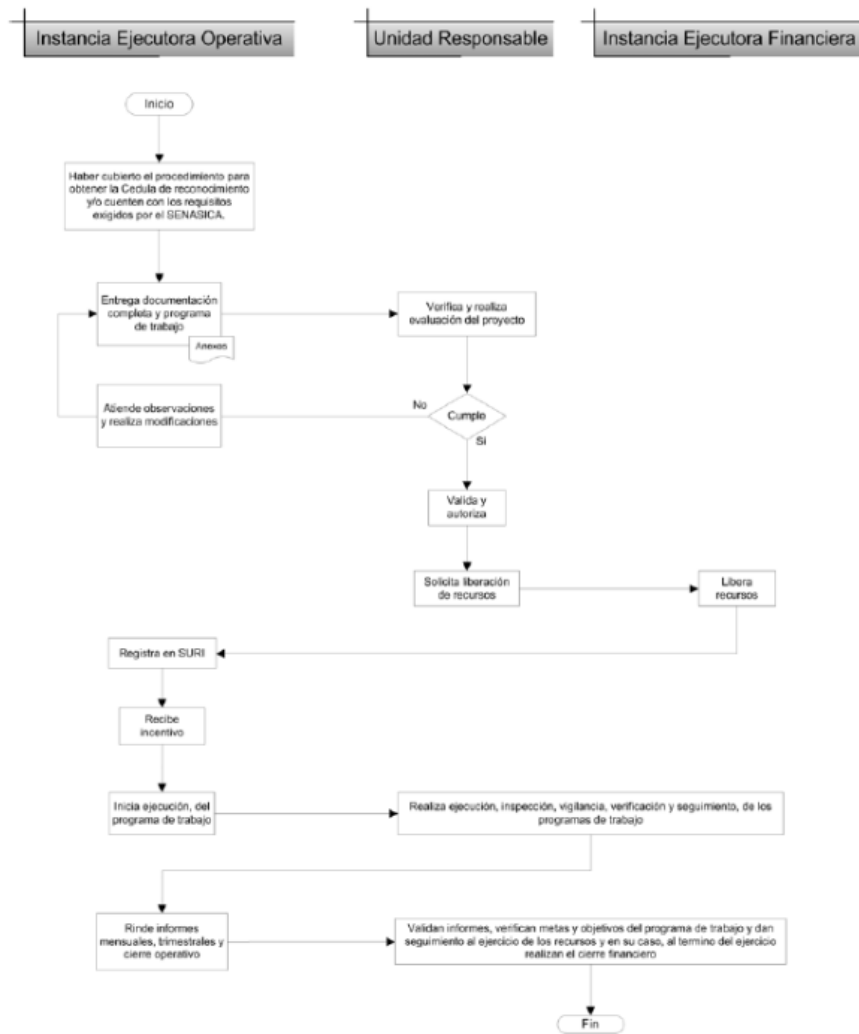 Instancia Ejecutora Operativa
Unidad Responsable
Instancia Ejecutora Financiera
Inicio
Haber cubierto el procedimiento para
obtener la Cedula de reconocimiento
y/o cuenten con los requisitos
exigidos por el SENASICA.
Entrega documentación
completa y programa
de trabajo
Anexos
Verifica y realiza
evaluación del proyecto
Atiende observaciones
y realiza modificaciones
No
Cumple
Si
Valida y
autoriza
Solicita liberación
de recursos
Libera
recursos
Registra en SURI
Recibe
incentivo
Inicia ejecución, del
programa de trabajo
Realiza ejecución, inspección, vigilancia, verificación y seguimiento, de los
programas de trabajo
Rinde informes
mensuales, trimestrales y
cierre operativo
Validan informes, verifican metas y objetivos del programa de trabajo y dan
seguimiento al ejercicio de los recursos y en su caso, al termino del ejercicio
realizan el cierre financiero
Fin